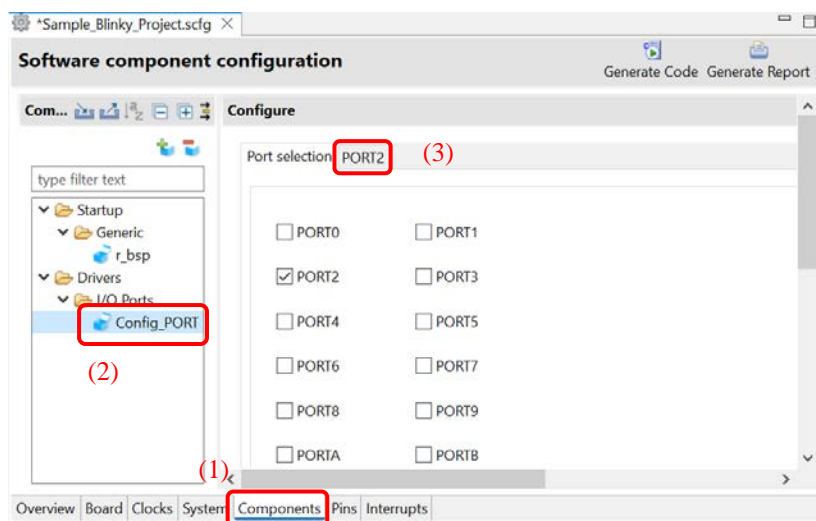 *Sample_Blinky_Project.scfg
Software component configuration
Generate Code Generate Report
Com...
Configure
type filter text
Startup
Generic
r_bsp
Drivers
I/O Ports
Config_PORT
(2)
Port selection PORT2
(3)
PORT0 PORT1
PORT2 PORT3
PORT4 PORT5
PORT6 PORT7
PORT8 PORT9
PORTA PORTB
(1)
Overview Board Clocks System Components Pins Interrupts